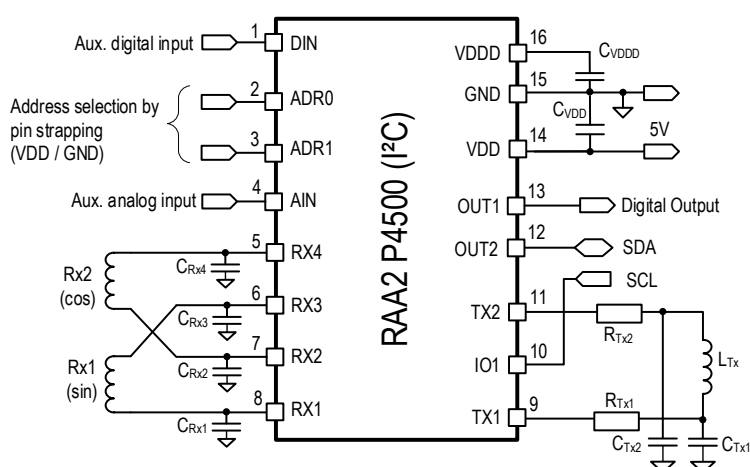 Aux. digital input
1
DIN
Address selection by
pin strapping
(VDD / GND)
2
ADR0
3
ADR1
Aux. analog input
4
AIN
5
RX4
CRx4
Rx2
(cos)
6
RX3
CRx3
7
RX2
CRx2
Rx1
(sin)
8
RX1
CRx1
RAA2 P4500 (I²C)
16
VDDD
CVDDD
15
GND
CVDD
14
VDD
5V
13
OUT1
Digital Output
12
OUT2
SDA
SCL
11
TX2
RTx2
10
IO1
LTx
9
TX1
RTx1
CTx2
CTx1